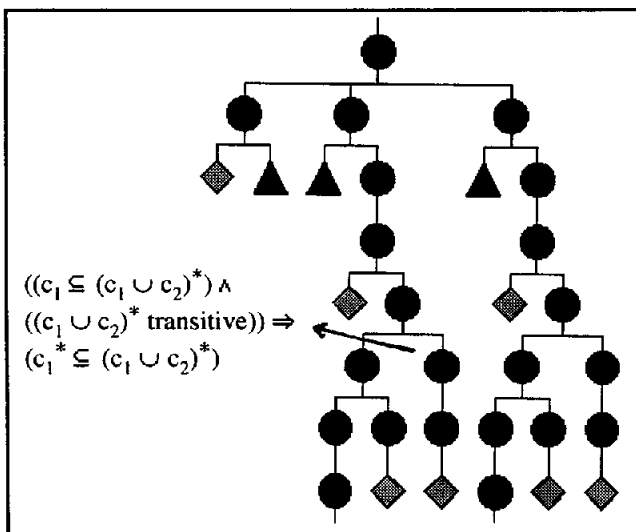 ((c₁ ⊆ (c₁ ∪ c₂)*) ∧
((c₁ ∪ c₂)* transitive)) ⇒
(c₁* ⊆ (c₁ ∪ c₂)*)